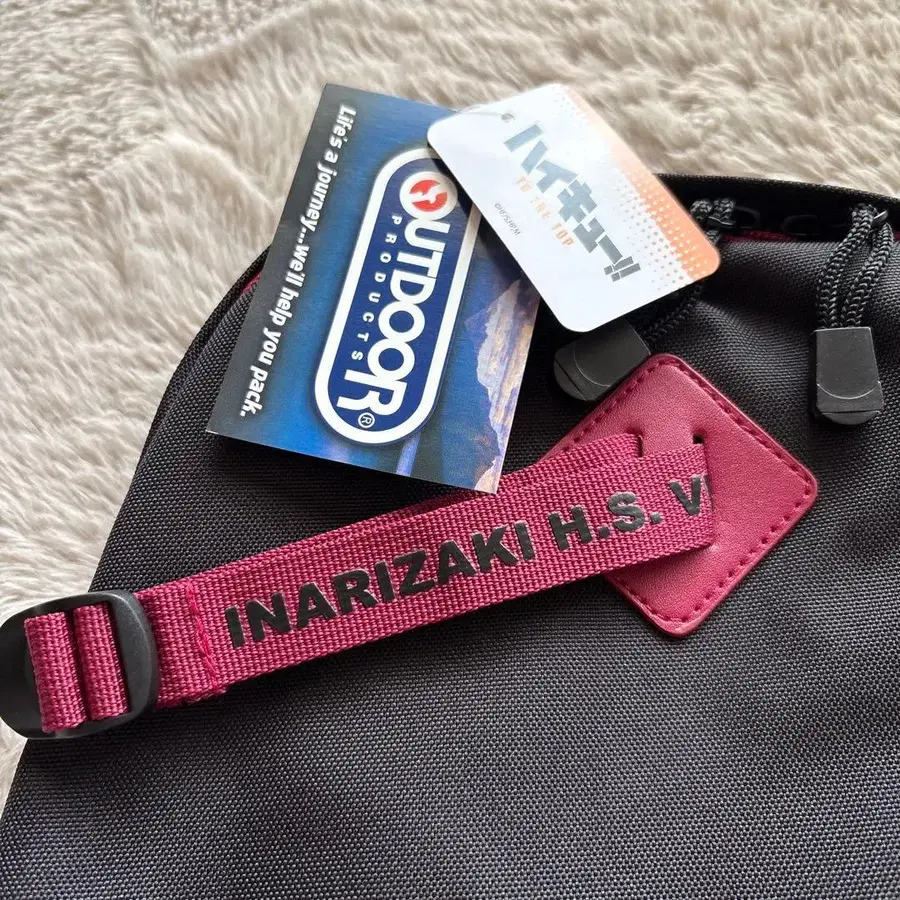 Life's a journey...we'll help you pack.
OUTDOOR
PRODUCTS
®
ハイキュー!!
TO THE TOP
INARIZAKI H.S.